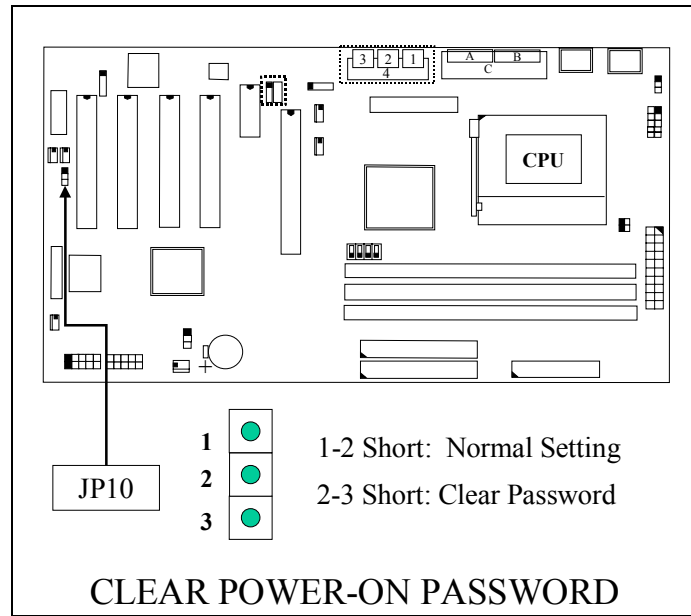 3 2 1 A B
4 C
CPU
+
JP10
1
2
3
1-2 Short: Normal Setting
2-3 Short: Clear Password
CLEAR POWER-ON PASSWORD